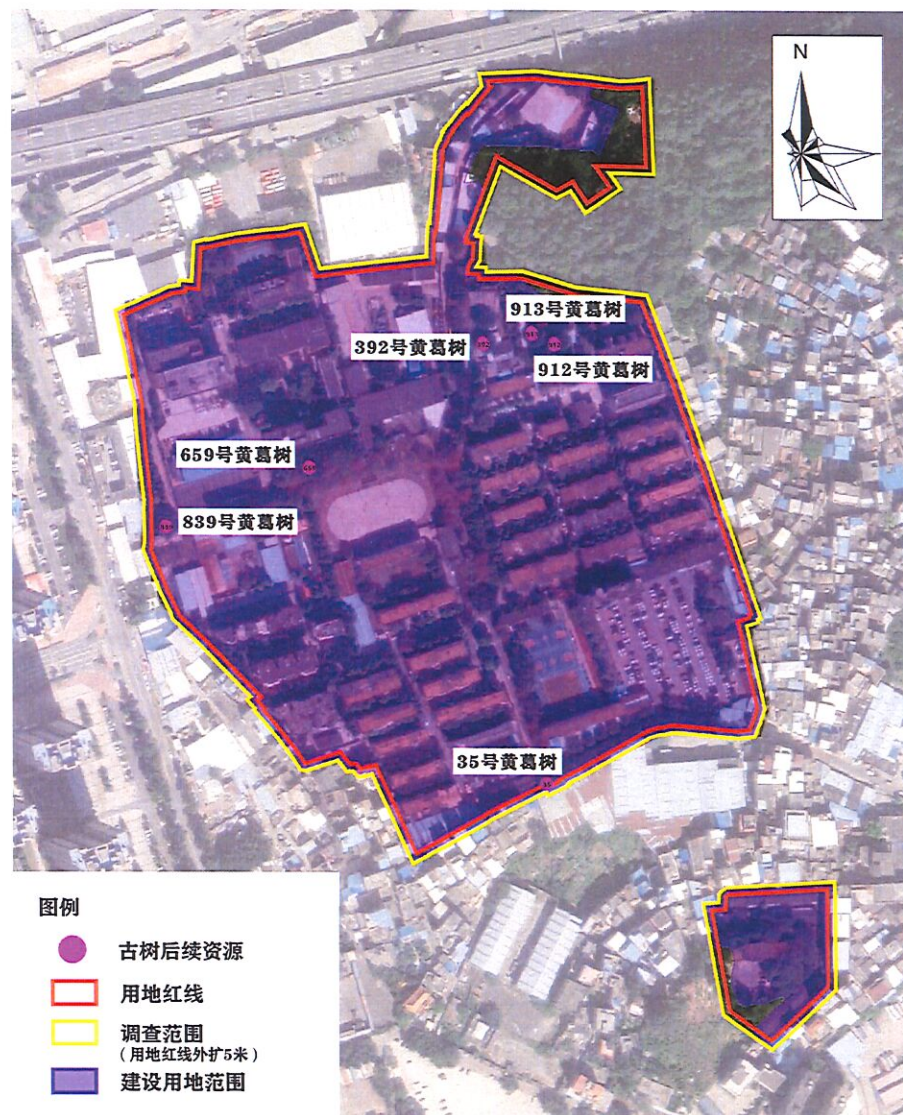 N
913号黄葛树
392号黄葛树
912号黄葛树
659号黄葛树
839号黄葛树
35号黄葛树
图例
古树后续资源
用地红线
调查范围
（用地红线外扩5米）
建设用地范围